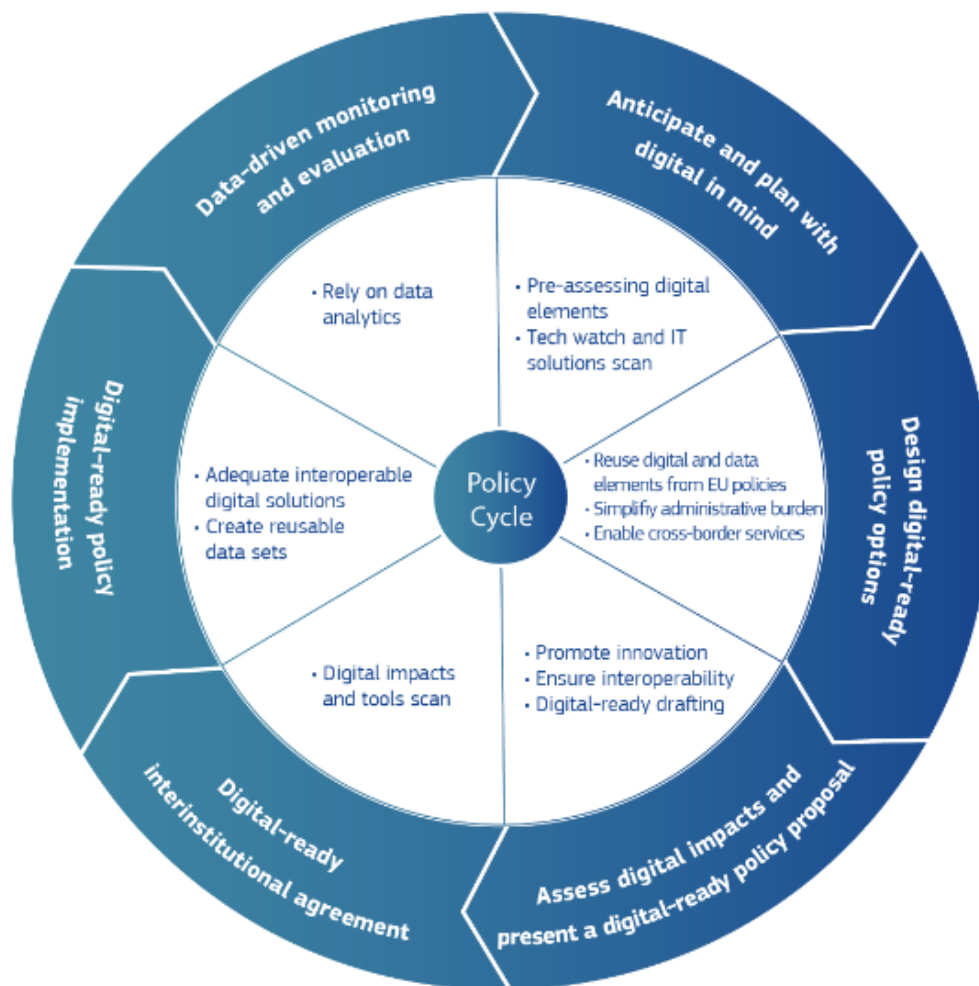 Anticipate and plan with
digital in mind
• Pre-assessing digital
elements
• Tech watch and IT
solutions scan
Design digital-ready
policy options
• Reuse digital and data
elements from EU policies
• Simplifiy administrative burden
• Enable cross-border services
Assess digital impacts and
present a digital-ready policy proposal
• Promote innovation
• Ensure interoperability
• Digital-ready drafting
Digital-ready
interinstitutional agreement
• Digital impacts
and tools scan
Digital-ready policy
implementation
• Adequate interoperable
digital solutions
• Create reusable
data sets
Data-driven monitoring
and evaluation
• Rely on data
analytics
Policy
Cycle